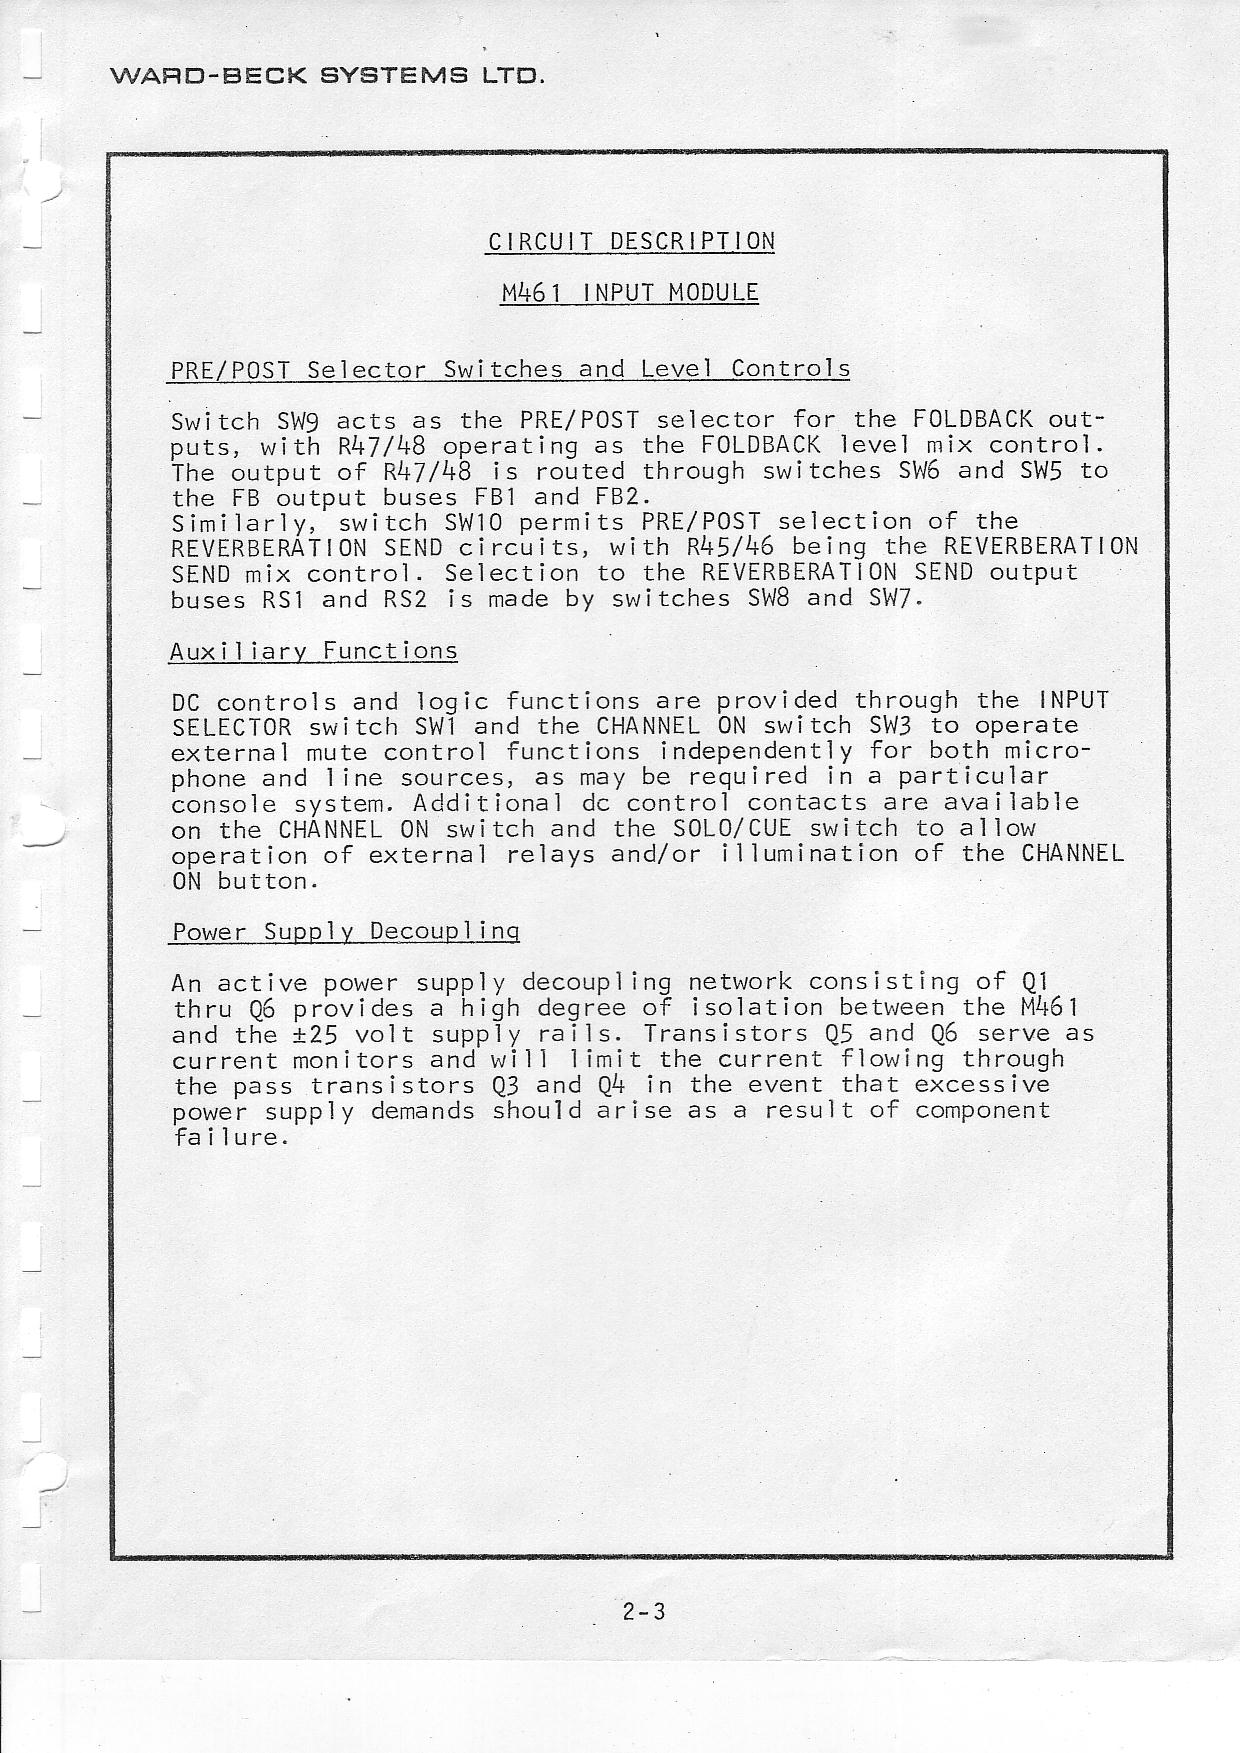 WARD-BECK SYSTEMS LTD.
CIRCUIT DESCRIPTION
M461 INPUT MODULE
PRE/POST Selector Switches and Level Controls
Switch SW9 acts as the PRE/POST selector for the FOLDBACK out-
puts, with R47/48 operating as the FOLDBACK level mix control.
The output of R47/48 is routed through switches SW6 and SW5 to
the FB output buses FB1 and FB2.
Similarly, switch SW10 permits PRE/POST selection of the
REVERBERATION SEND circuits, with R45/46 being the REVERBERATION
SEND mix control. Selection to the REVERBERATION SEND output
buses RS1 and RS2 is made by switches SW8 and SW7.
Auxiliary Functions
DC controls and logic functions are provided through the INPUT
SELECTOR switch SW1 and the CHANNEL ON switch SW3 to operate
external mute control functions independently for both micro-
phone and line sources, as may be required in a particular
console system. Additional dc control contacts are available
on the CHANNEL ON switch and the SOLO/CUE switch to allow
operation of external relays and/or illumination of the CHANNEL
ON button.
Power Supply Decoupling
An active power supply decoupling network consisting of Q1
thru Q6 provides a high degree of isolation between the M461
and the ±25 volt supply rails. Transistors Q5 and Q6 serve as
current monitors and will limit the current flowing through
the pass transistors Q3 and Q4 in the event that excessive
power supply demands should arise as a result of component
failure.
2-3